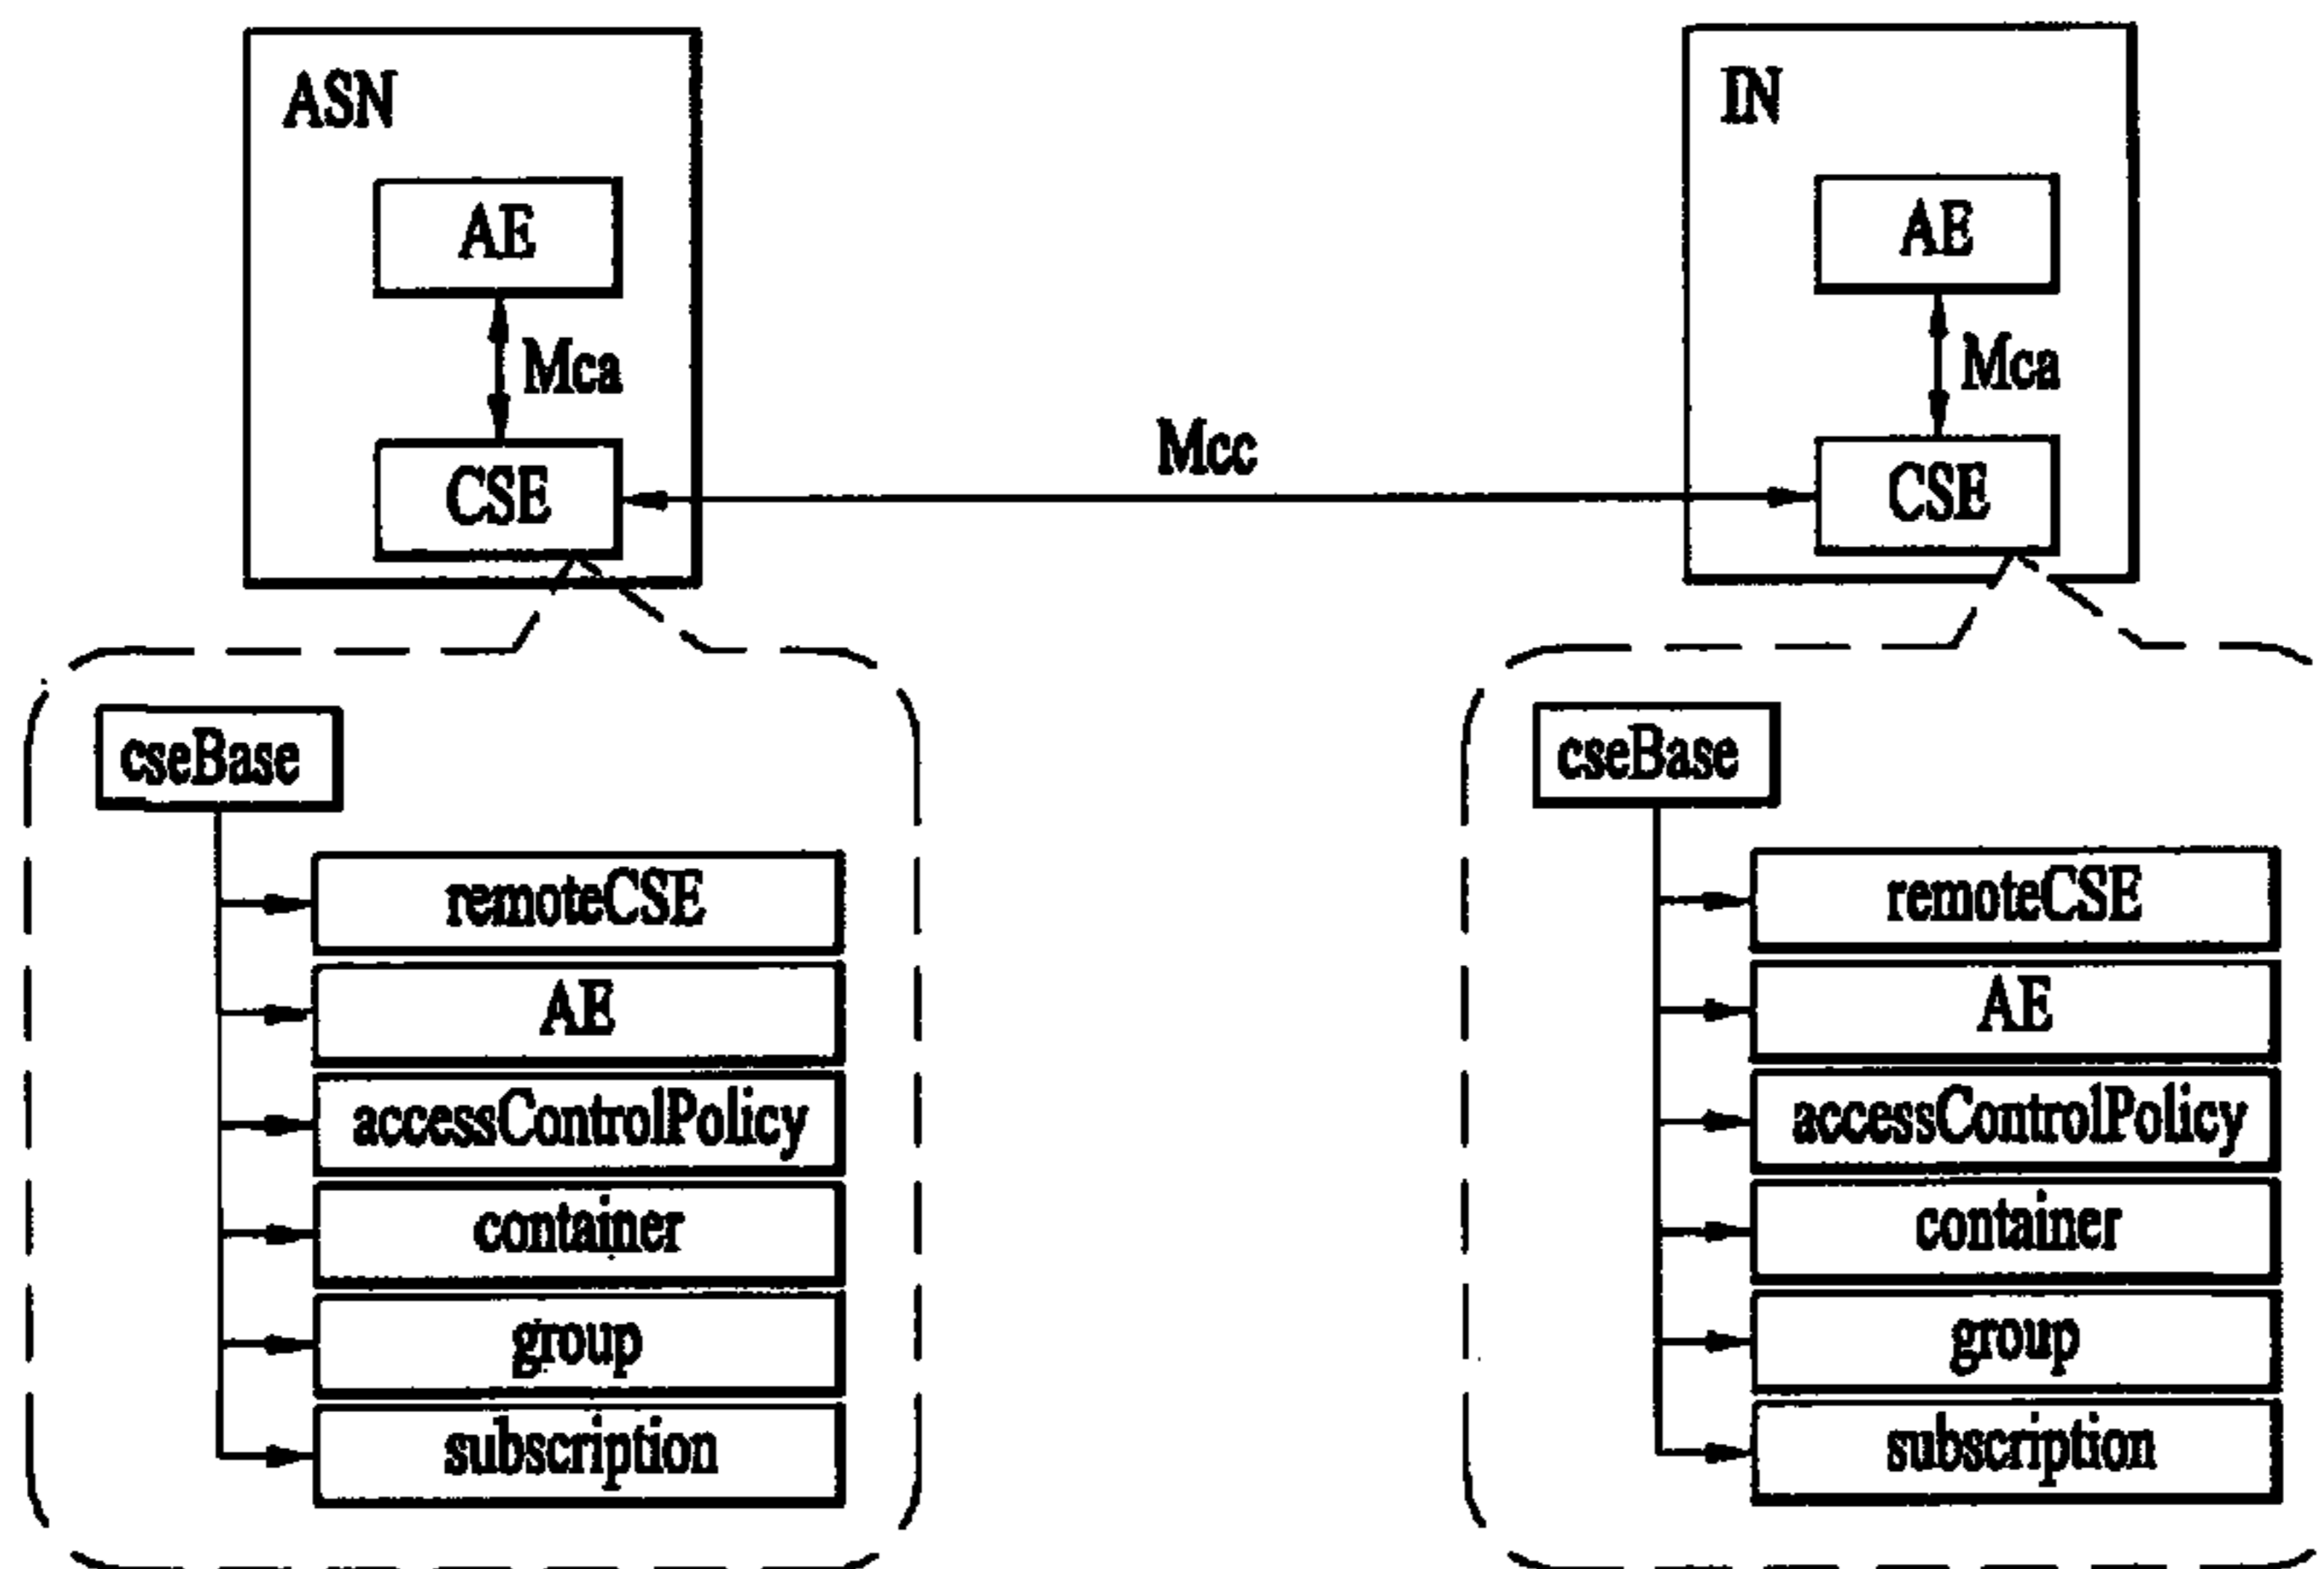 ASN
AE
Mca
CSE
Mcc
IN
AE
Mca
CSE
cseBase
remoteCSE
AE
accessControlPolicy
container
group
subscription
cseBase
remoteCSE
AE
accessControlPolicy
container
group
subscription